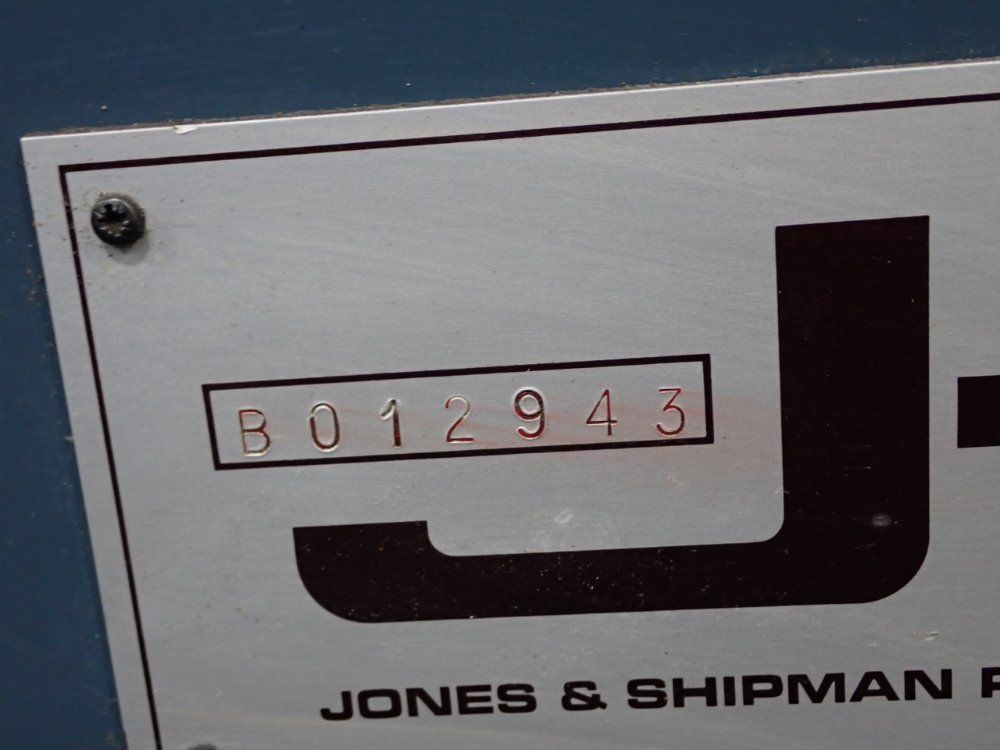 B012943
J
JONES & SHIPMAN